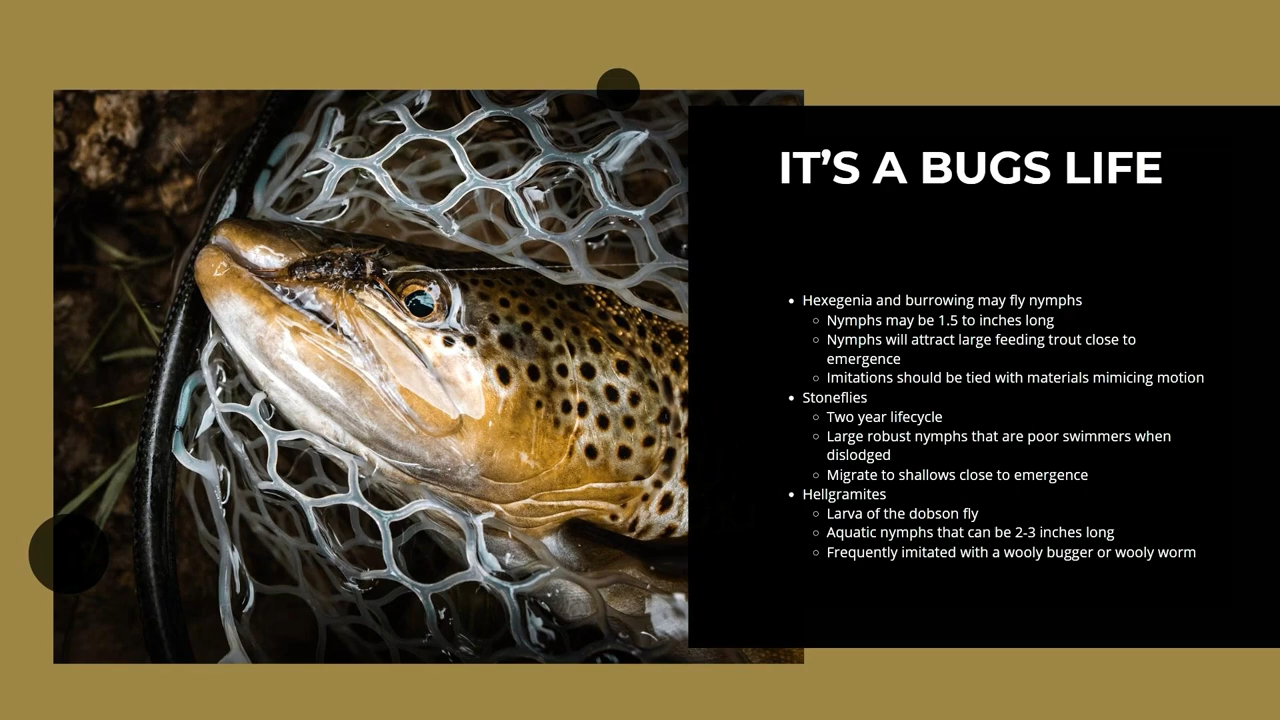 IT’S A BUGS LIFE
• Hexegenia and burrowing may fly nymphs
○ Nymphs may be 1.5 to inches long
○ Nymphs will attract large feeding trout close to
emergence
○ Imitations should be tied with materials mimicing motion
• Stoneflies
○ Two year lifecycle
○ Large robust nymphs that are poor swimmers when
dislodged
○ Migrate to shallows close to emergence
• Hellgramites
○ Larva of the dobson fly
○ Aquatic nymphs that can be 2-3 inches long
○ Frequently imitated with a wooly bugger or wooly worm